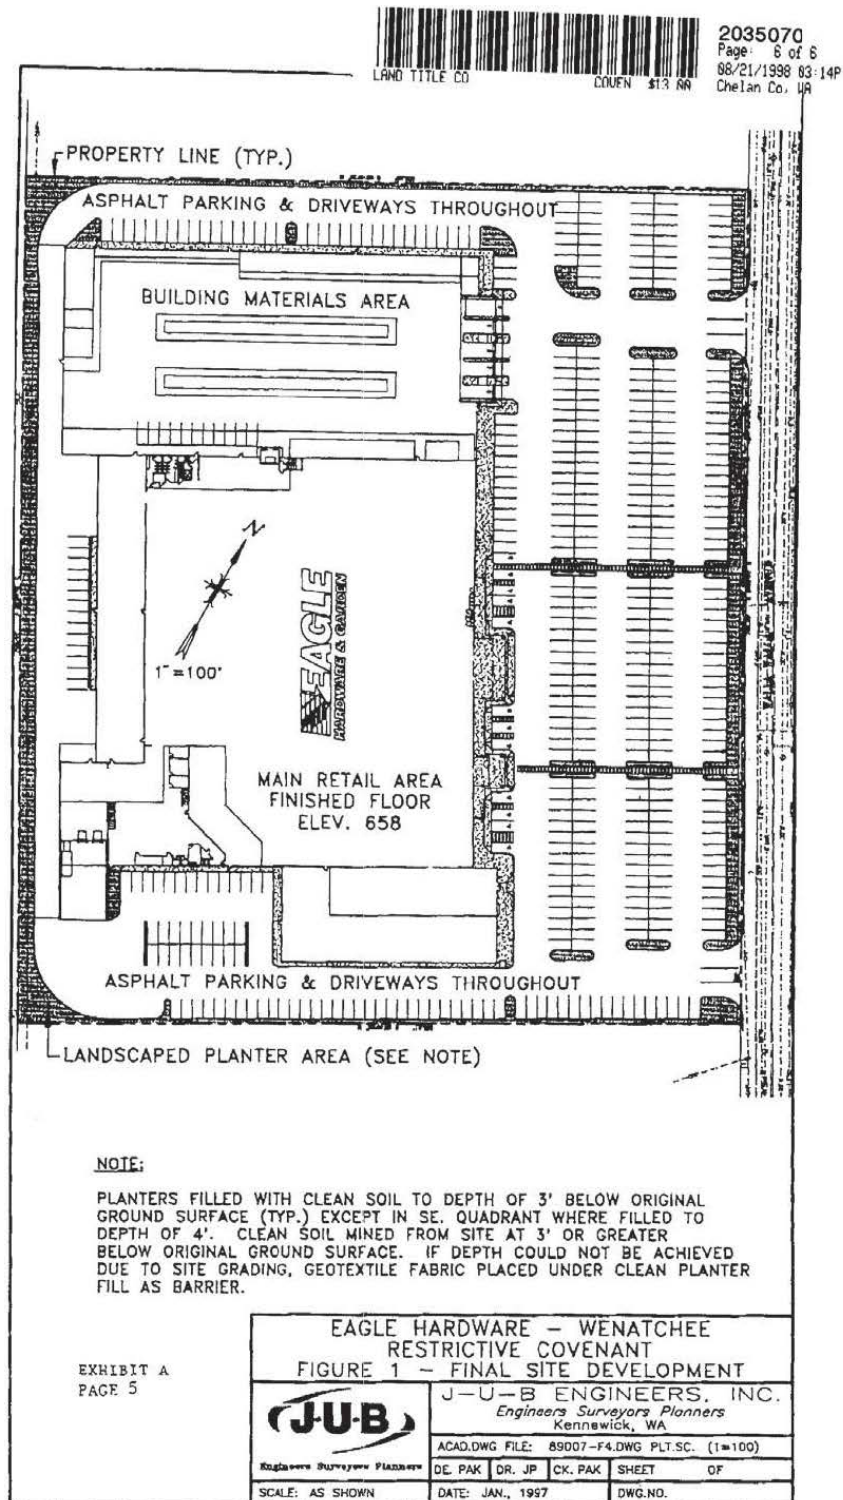 2035070
Page: 6 of 6
08/21/1998 03:14P
LAND TITLE CO COVEN $13.00 Chelan Co, WA
PROPERTY LINE (TYP.)
ASPHALT PARKING & DRIVEWAYS THROUGHOUT
BUILDING MATERIALS AREA
N
1"=100'
EAGLE
HARDWARE & GARDEN
MAIN RETAIL AREA
FINISHED FLOOR
ELEV. 658
ASPHALT PARKING & DRIVEWAYS THROUGHOUT
LANDSCAPED PLANTER AREA (SEE NOTE)
NOTE:
PLANTERS FILLED WITH CLEAN SOIL TO DEPTH OF 3' BELOW ORIGINAL
GROUND SURFACE (TYP.) EXCEPT IN SE. QUADRANT WHERE FILLED TO
DEPTH OF 4'. CLEAN SOIL MINED FROM SITE AT 3' OR GREATER
BELOW ORIGINAL GROUND SURFACE. IF DEPTH COULD NOT BE ACHIEVED
DUE TO SITE GRADING, GEOTEXTILE FABRIC PLACED UNDER CLEAN PLANTER
FILL AS BARRIER.
EXHIBIT A
PAGE 5
EAGLE HARDWARE – WENATCHEE
RESTRICTIVE COVENANT
FIGURE 1 – FINAL SITE DEVELOPMENT
J·U·B
Engineers Surveyors Planners
J–U–B ENGINEERS, INC.
Engineers Surveyors Planners
Kennewick, WA
ACAD.DWG FILE: 89007-F4.DWG PLT.SC. (1=100)
DE. PAK DR. JP CK. PAK SHEET OF
SCALE: AS SHOWN DATE: JAN., 1997 DWG.NO.